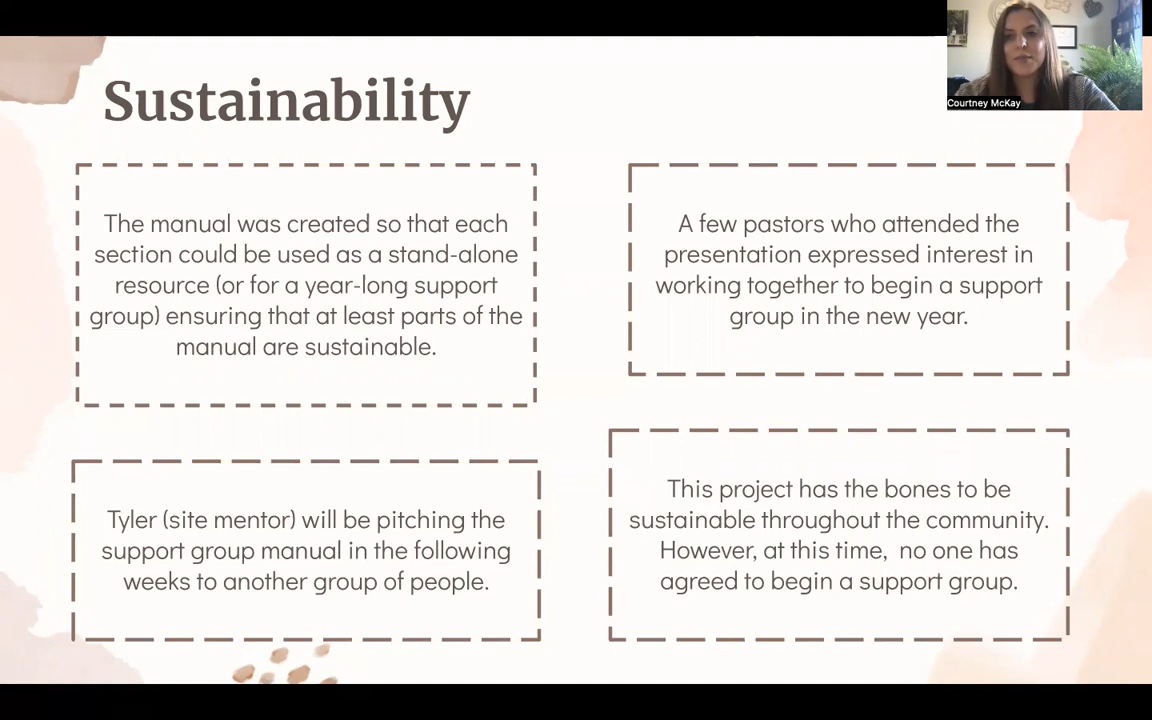 Sustainability
Courtney McKay
The manual was created so that each
section could be used as a stand-alone
resource (or for a year-long support
group) ensuring that at least parts of the
manual are sustainable.
A few pastors who attended the
presentation expressed interest in
working together to begin a support
group in the new year.
Tyler (site mentor) will be pitching the
support group manual in the following
weeks to another group of people.
This project has the bones to be
sustainable throughout the community.
However, at this time,  no one has
agreed to begin a support group.